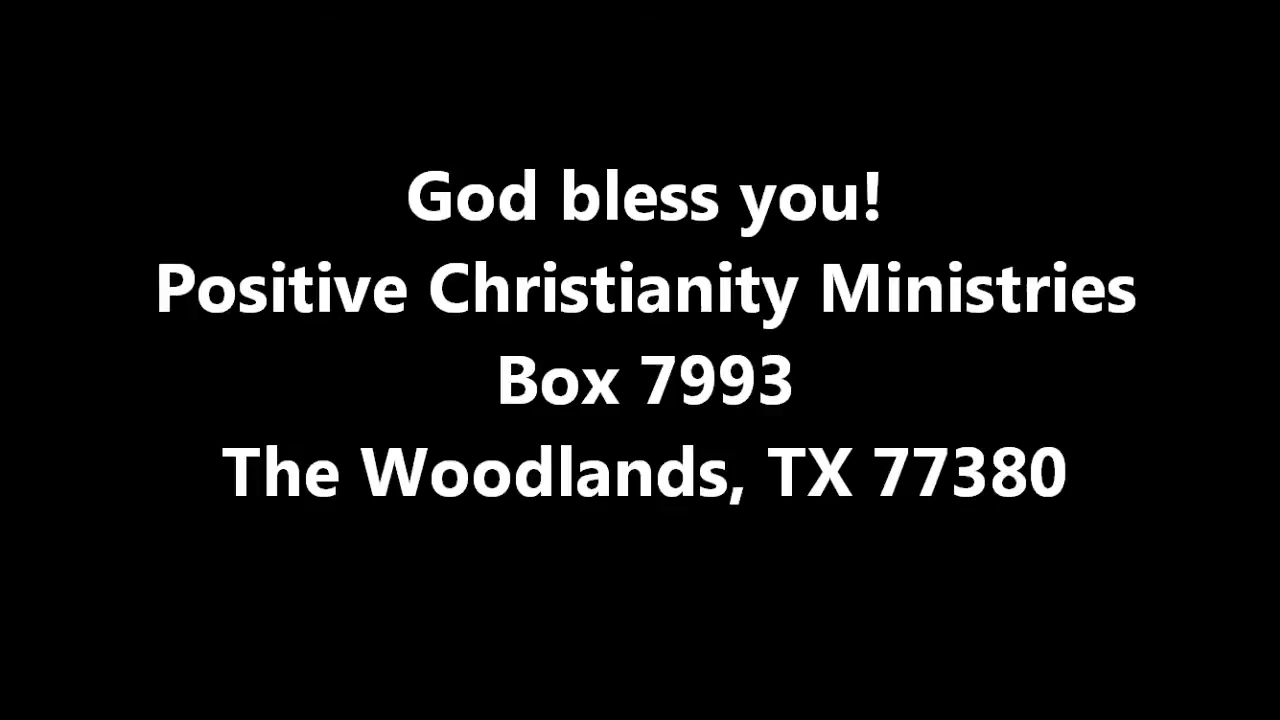 God bless you!
Positive Christianity Ministries
Box 7993
The Woodlands, TX 77380